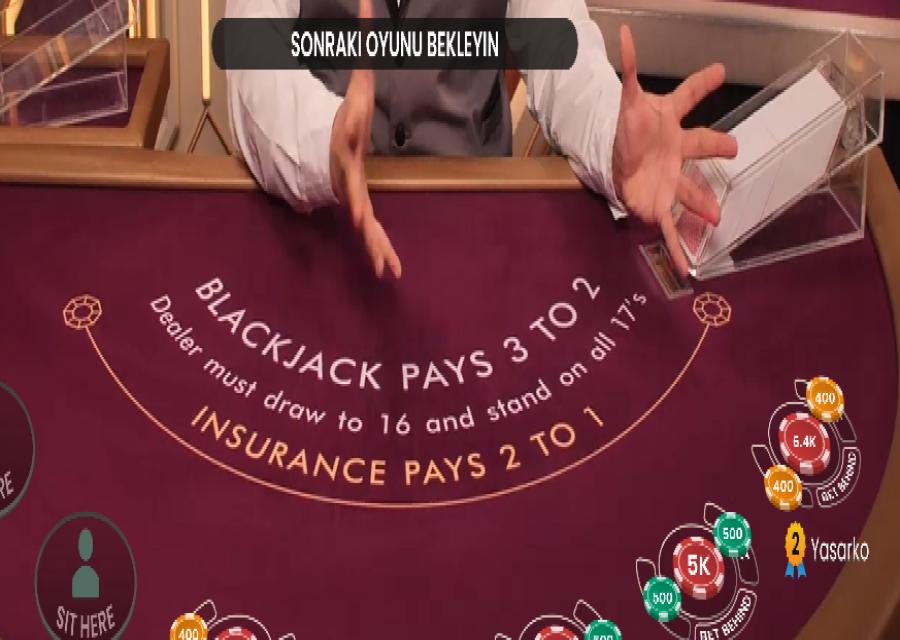 SONRAKI OYUNU BEKLEYIN
BLACKJACK PAYS 3 TO 2
Dealer must draw to 16 and stand on all 17's
INSURANCE PAYS 2 TO 1
400
6.4K
400
BET BEHIND
RE
500
5K
500
BET BEHIND
2 Yasarko
SIT HERE
400
500